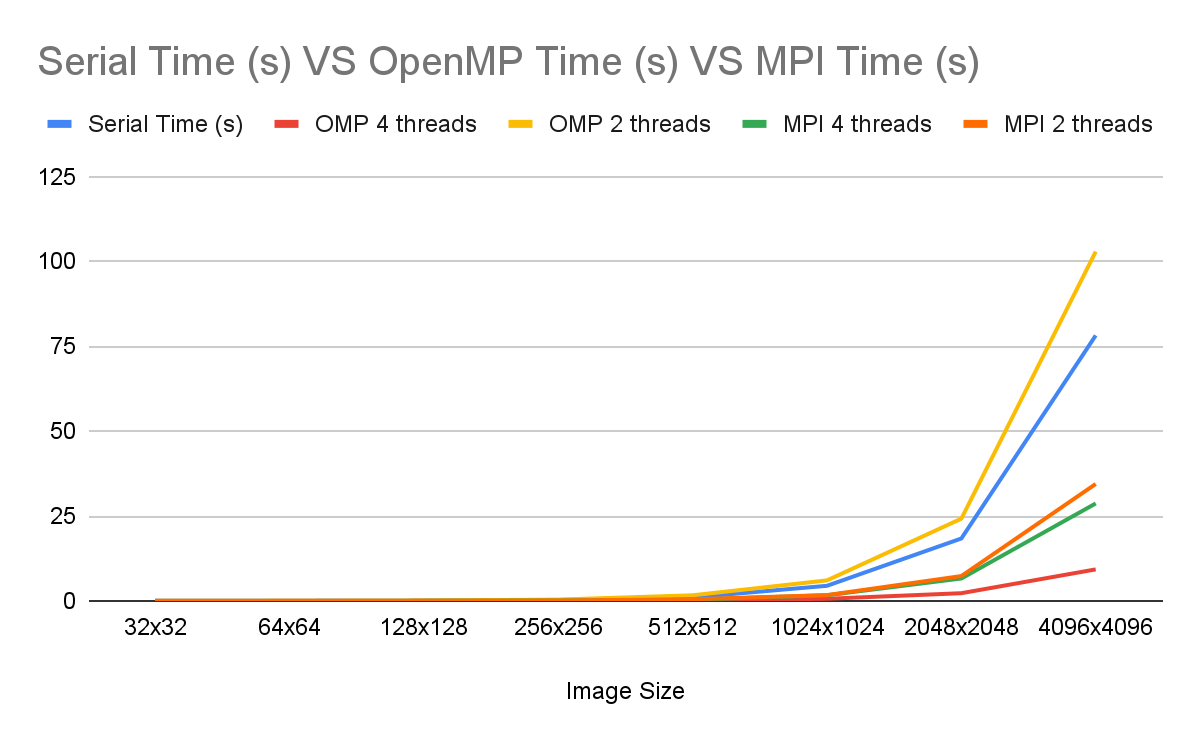 Serial Time (s) VS OpenMP Time (s) VS MPI Time (s)
Serial Time (s) OMP 4 threads OMP 2 threads MPI 4 threads MPI 2 threads
125
100
75
50
25
0
32x32 64x64 128x128 256x256 512x512 1024x1024 2048x2048 4096x4096
Image Size